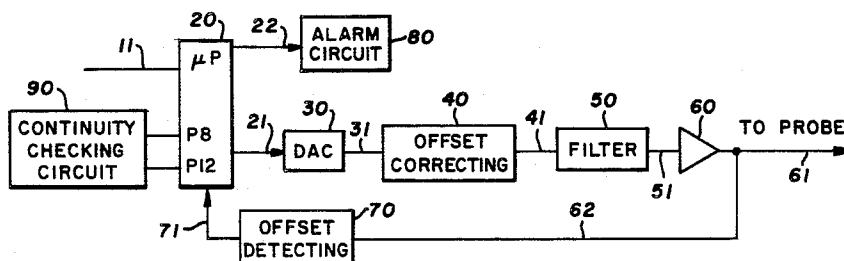 20
22
ALARM
CIRCUIT
80
11
μP
90
CONTINUITY
CHECKING
CIRCUIT
P8
P12
21
30
DAC
31
40
OFFSET
CORRECTING
41
50
FILTER
51
60
TO PROBE
61
71
OFFSET
DETECTING
70
62